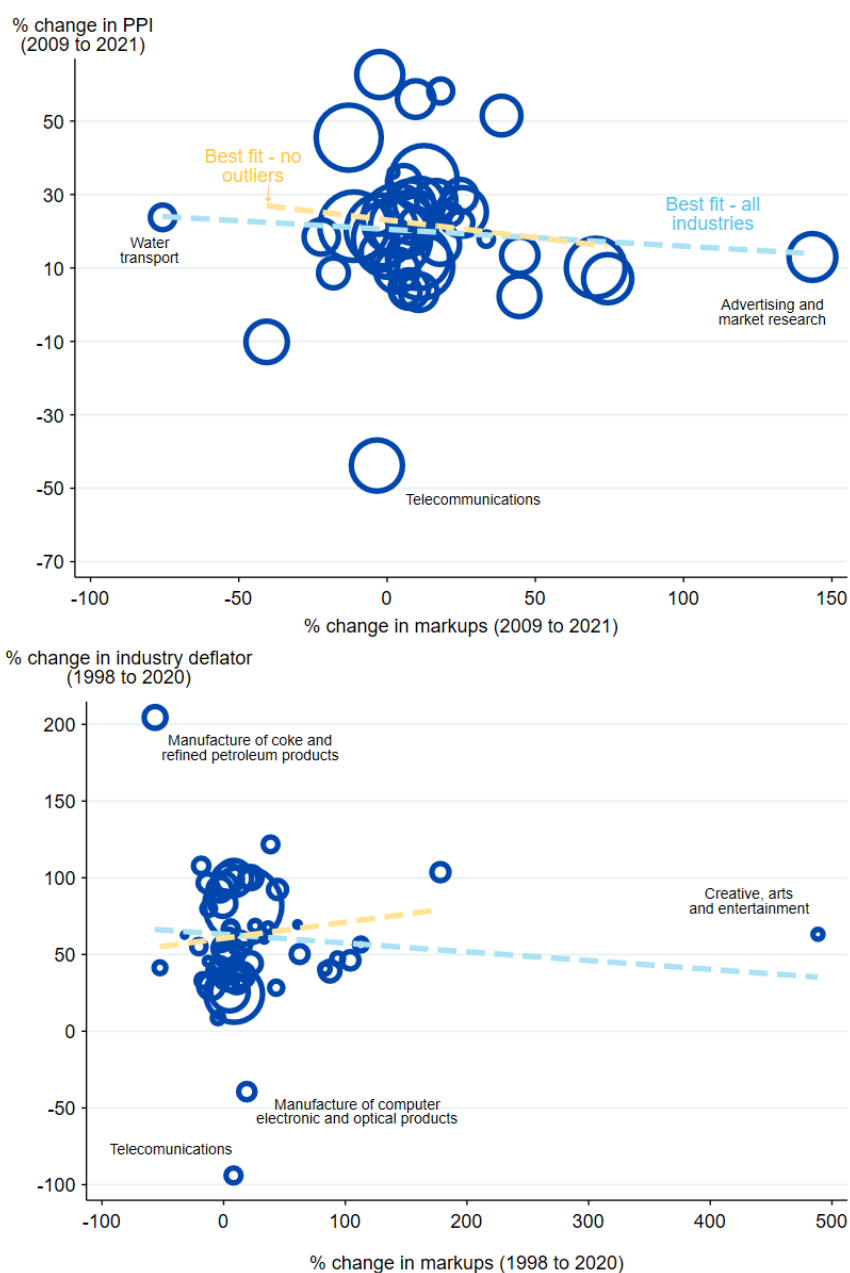 % change in PPI
(2009 to 2021)
50
30
10
-10
-30
-50
-70
Best fit - no
outliers
Best fit - all
industries
Water
transport
Advertising and
market research
Telecommunications
-100
-50
0
50
100
150
% change in markups (2009 to 2021)
% change in industry deflator
(1998 to 2020)
200
150
100
50
0
-50
-100
Manufacture of coke and
refined petroleum products
Creative, arts
and entertainment
Manufacture of computer
electronic and optical products
Telecomunications
-100
0
100
200
300
400
500
% change in markups (1998 to 2020)